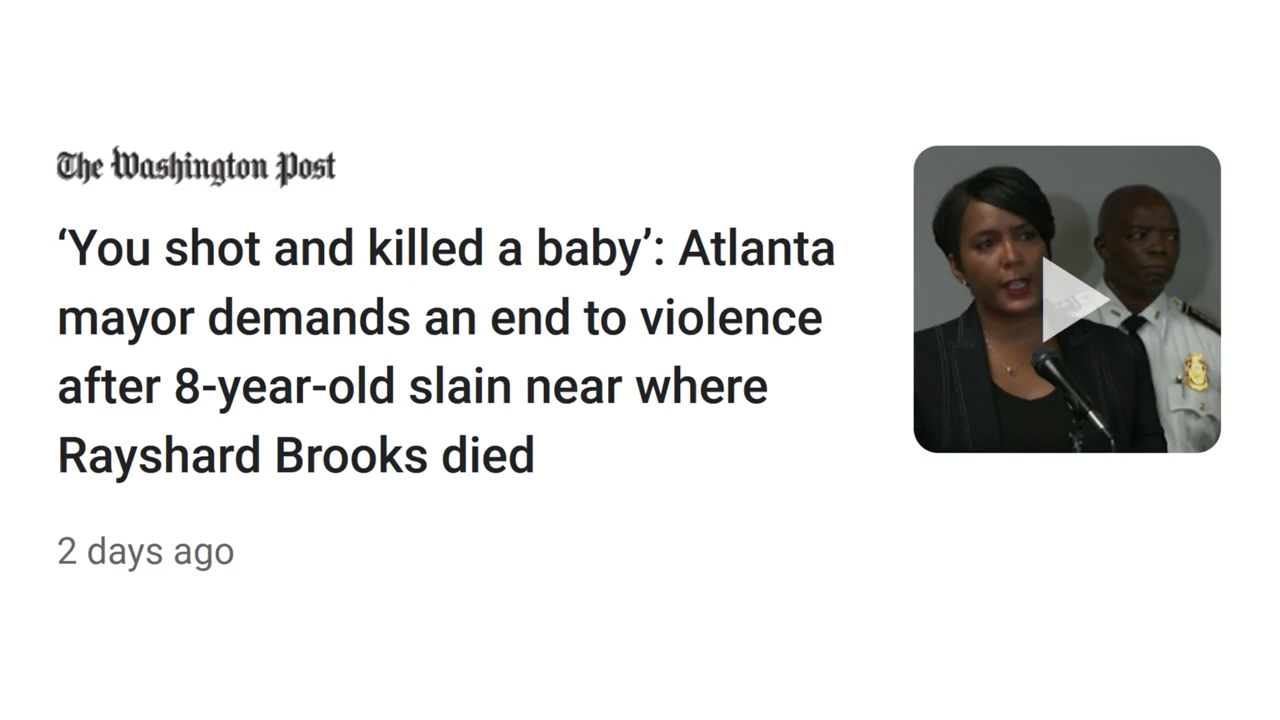 The Washington Post
‘You shot and killed a baby’: Atlanta
mayor demands an end to violence
after 8-year-old slain near where
Rayshard Brooks died
2 days ago